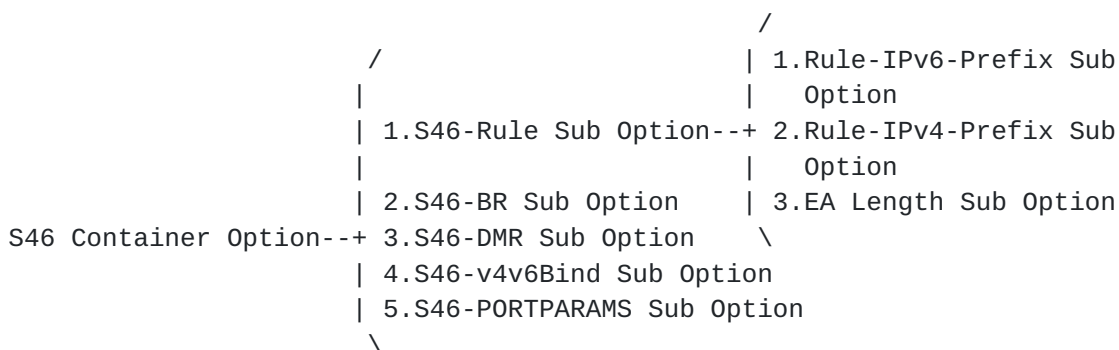 /
                        /                        | 1.Rule-IPv6-Prefix Sub
                       |                         |   Option
                       | 1.S46-Rule Sub Option--+ 2.Rule-IPv4-Prefix Sub
                       |                         |   Option
                       | 2.S46-BR Sub Option     | 3.EA Length Sub Option
S46 Container Option--+ 3.S46-DMR Sub Option     \
                       | 4.S46-v4v6Bind Sub Option
                       | 5.S46-PORTPARAMS Sub Option
                        \